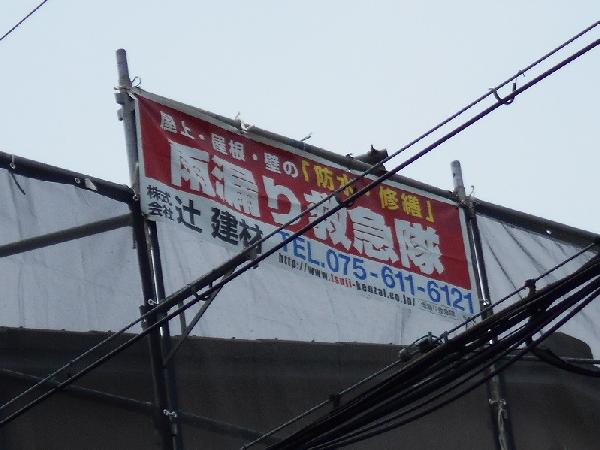 屋上・屋根・壁の「防水・修繕」
雨漏り救急隊
株式会社 辻 建材 TEL.075-611-6121
http://www.tsuji-kenzai.co.jp/